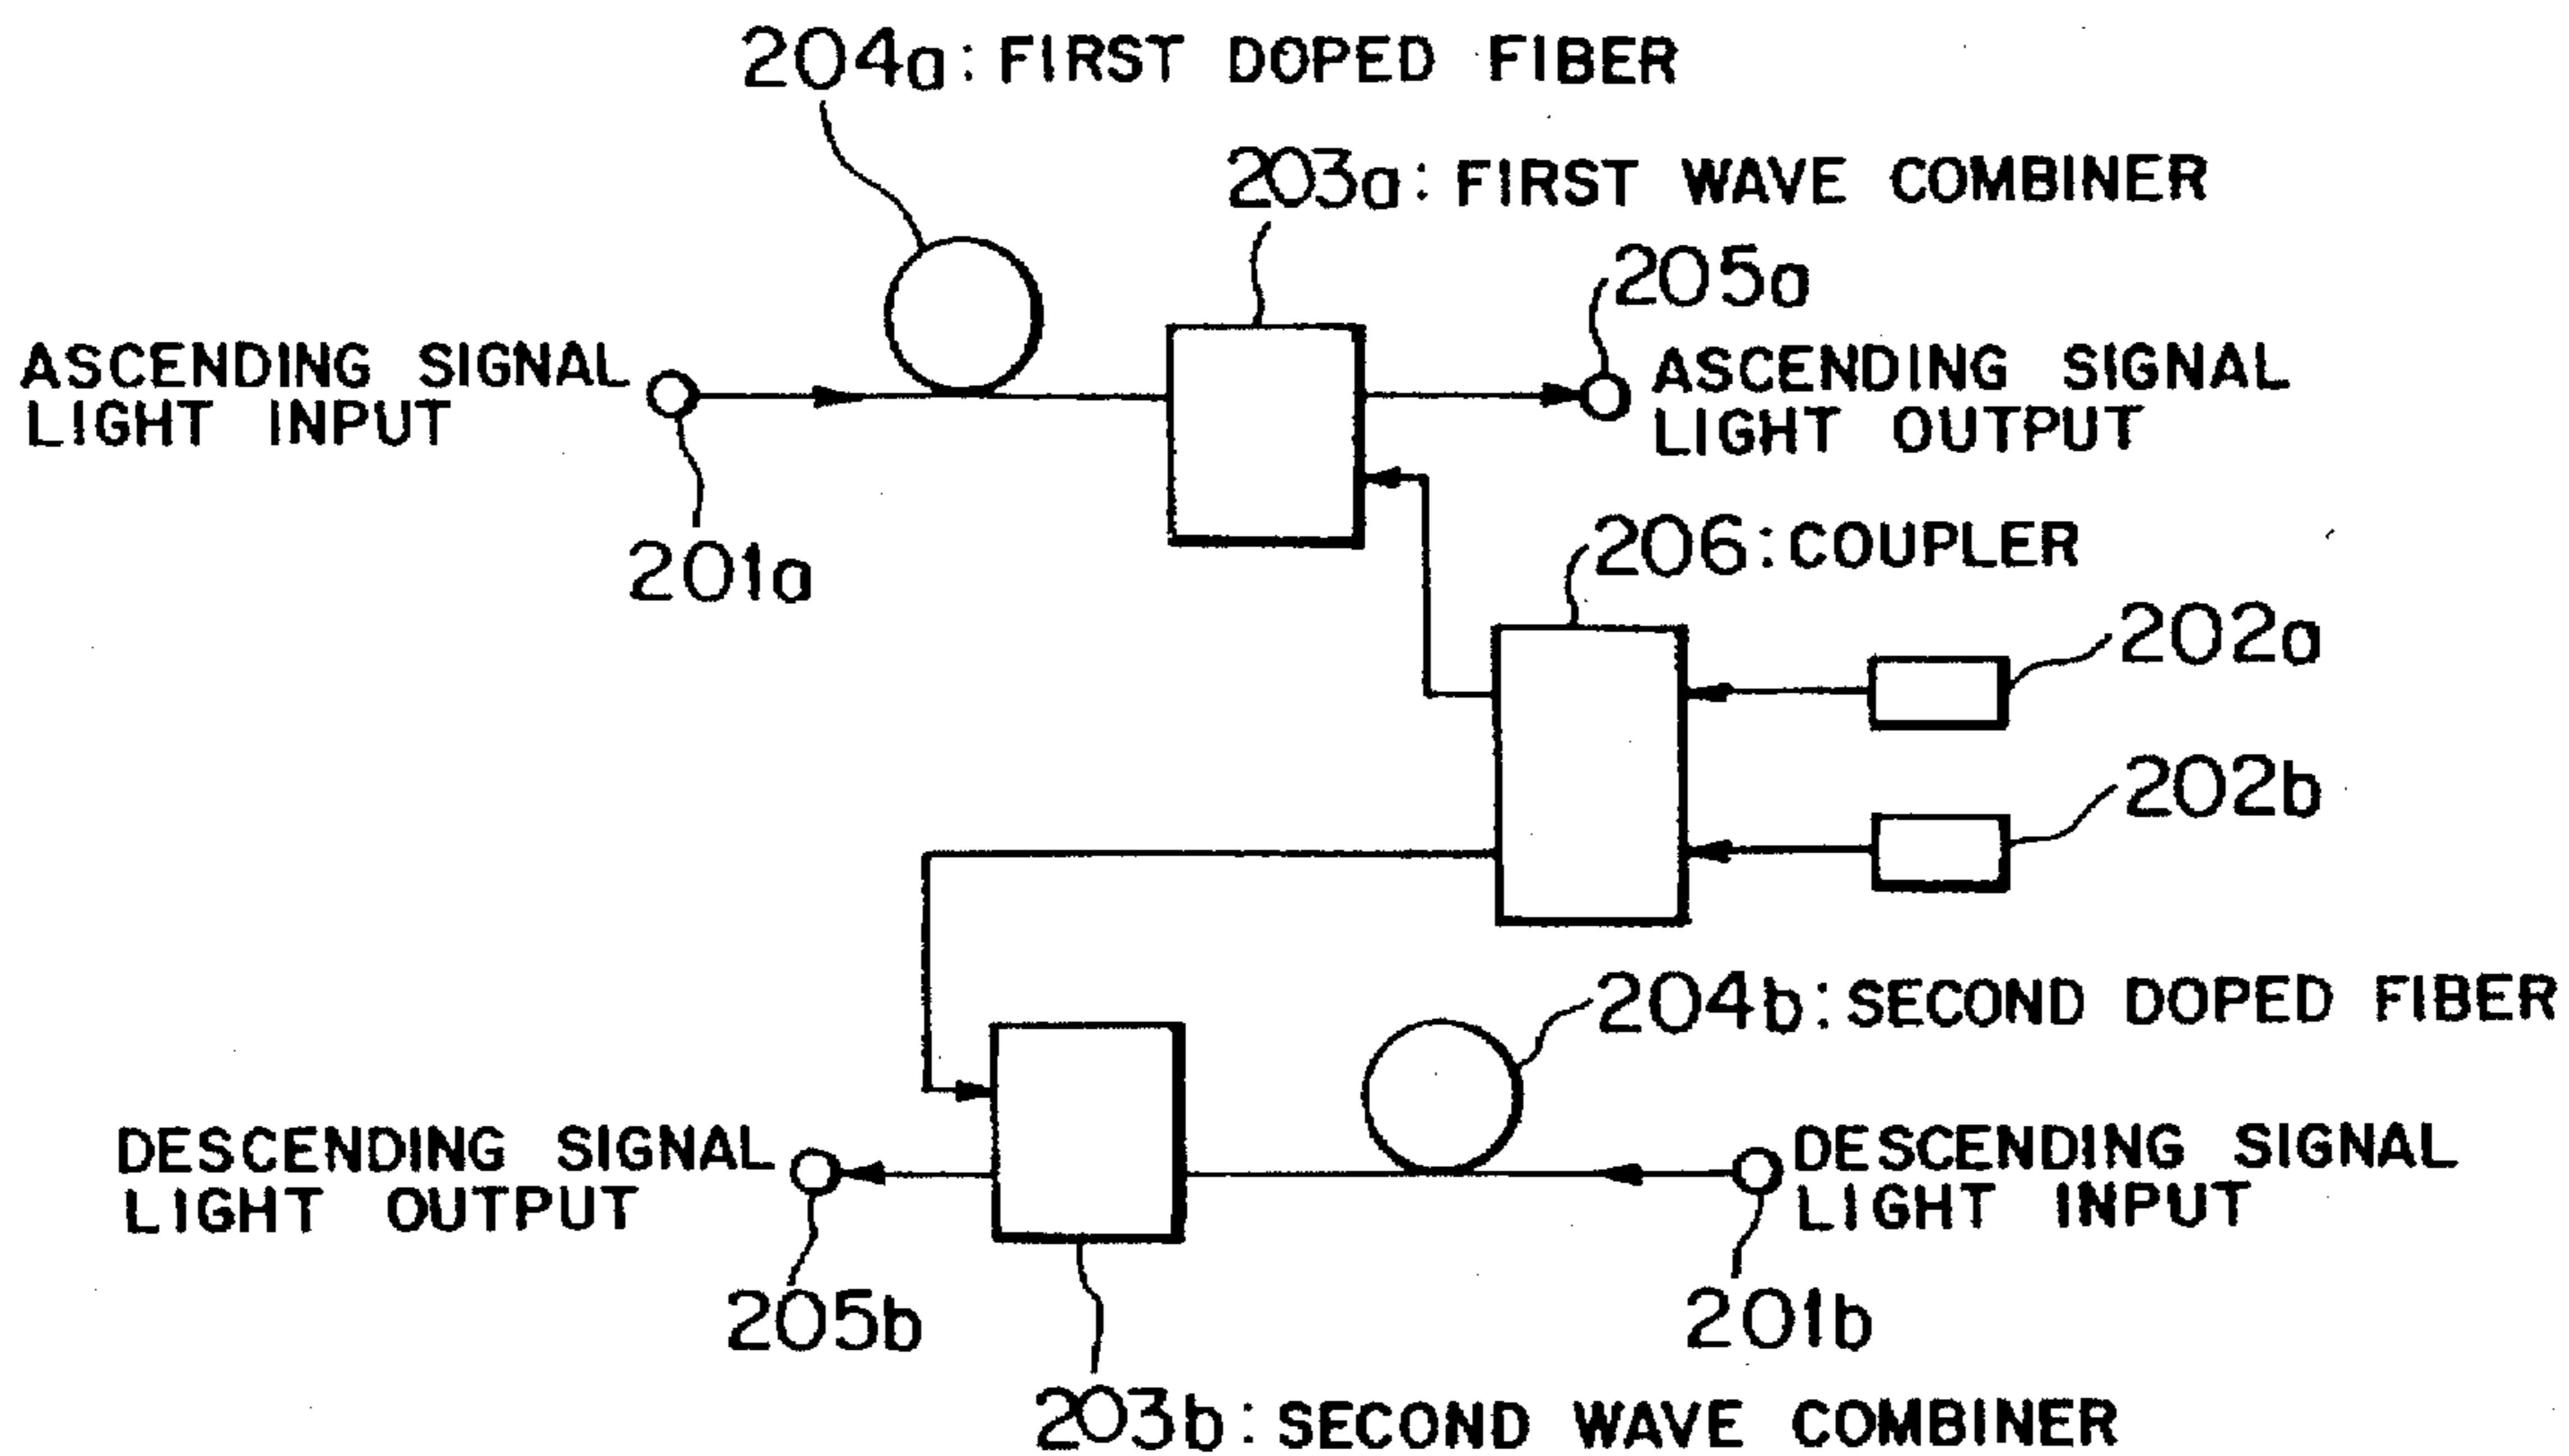 204a: FIRST DOPED FIBER
203a: FIRST WAVE COMBINER
205a
ASCENDING SIGNAL
LIGHT INPUT
ASCENDING SIGNAL
LIGHT OUTPUT
201a
206: COUPLER
202a
202b
204b: SECOND DOPED FIBER
DESCENDING SIGNAL
LIGHT OUTPUT
DESCENDING SIGNAL
LIGHT INPUT
205b
201b
203b: SECOND WAVE COMBINER